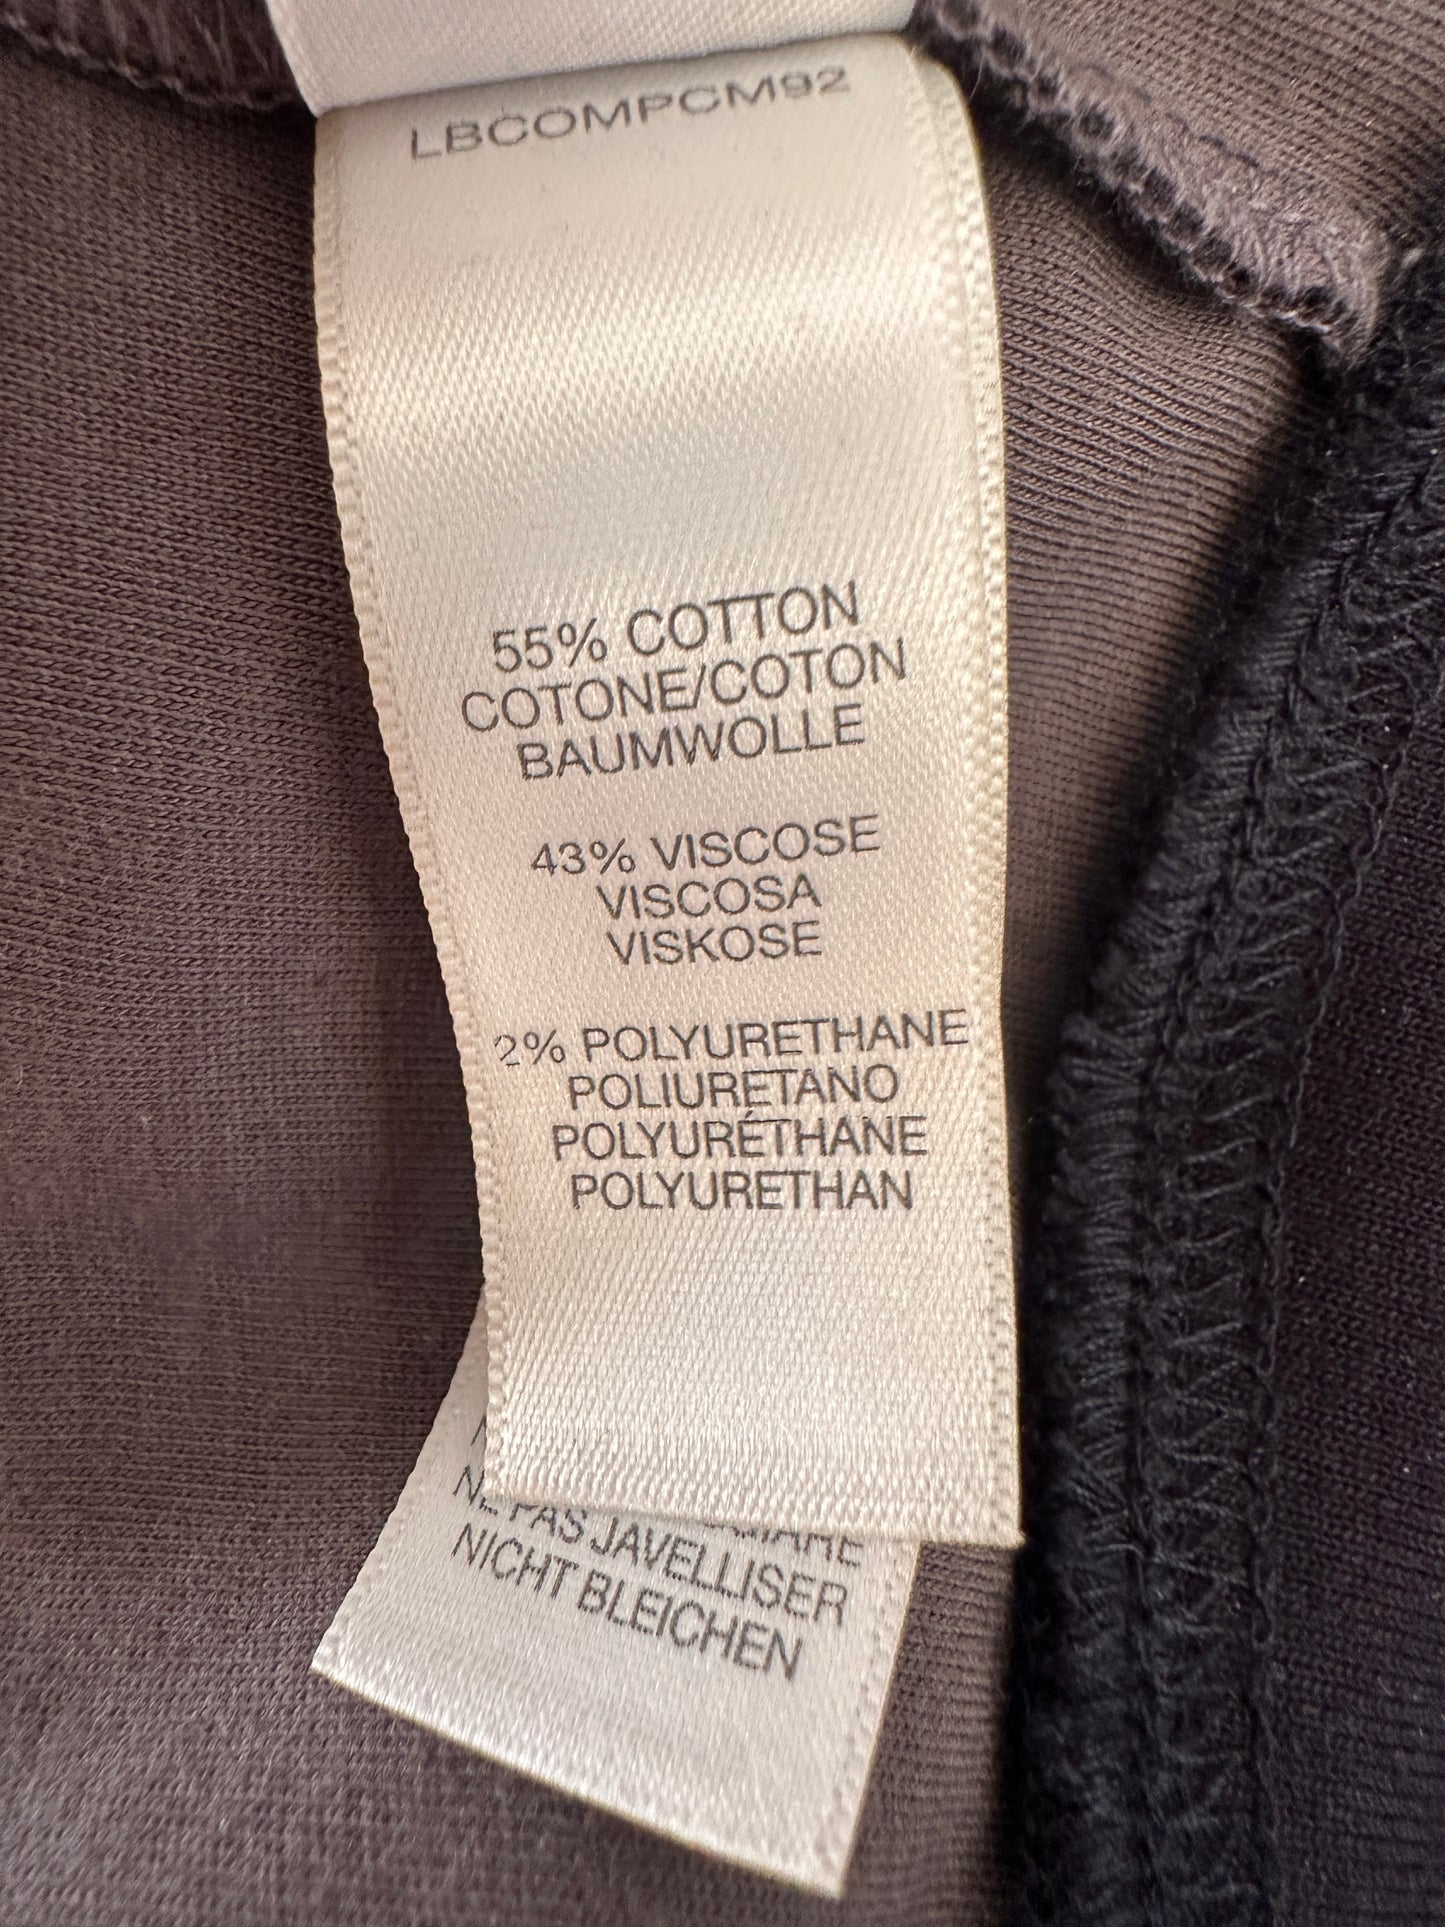 LBCOMPCM92
55% COTTON
COTONE/COTON
BAUMWOLLE
43% VISCOSE
VISCOSA
VISKOSE
2% POLYURETHANE
POLIURETANO
POLYURÉTHANE
POLYURETHAN
NE PAS JAVELLISER
NICHT BLEICHEN